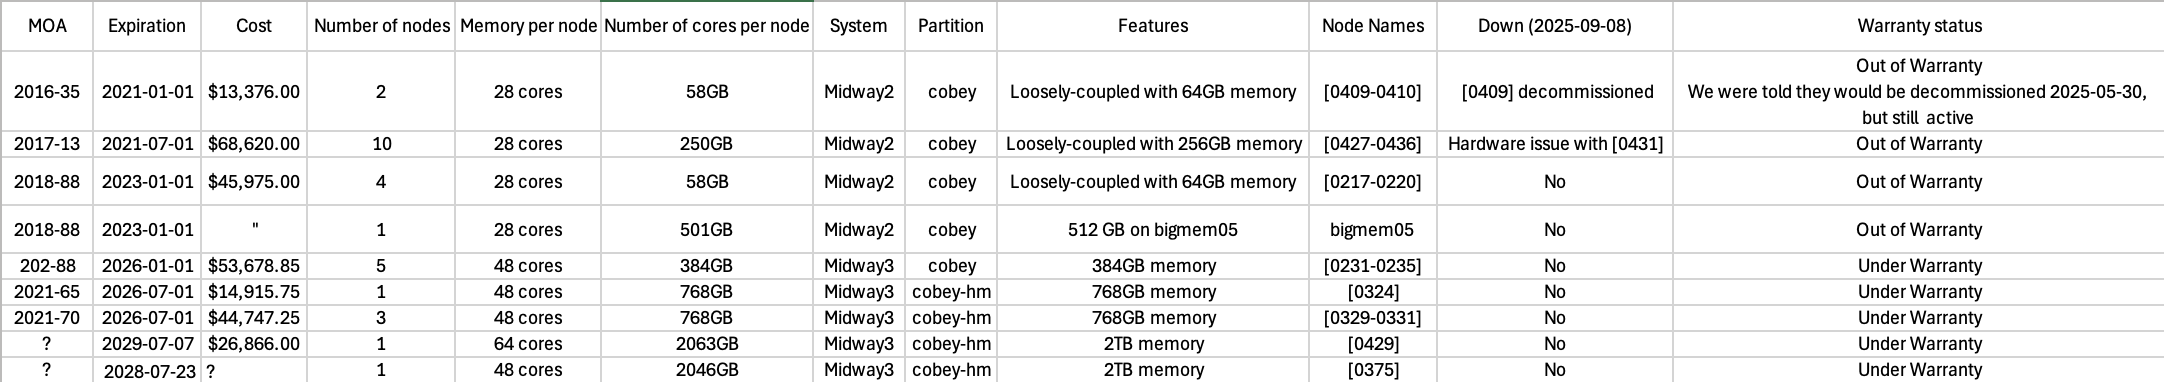 MOA Expiration Cost Number of nodes Memory per node Number of cores per node System Partition Features Node Names Down (2025-09-08) Warranty status
2016-35 2021-01-01 $13,376.00 2 28 cores 58GB Midway2 cobey Loosely-coupled with 64GB memory [0409-0410] [0409] decommissioned Out of Warranty
We were told they would be decommissioned 2025-05-30,
but still active
2017-13 2021-07-01 $68,620.00 10 28 cores 250GB Midway2 cobey Loosely-coupled with 256GB memory [0427-0436] Hardware issue with [0431] Out of Warranty
2018-88 2023-01-01 $45,975.00 4 28 cores 58GB Midway2 cobey Loosely-coupled with 64GB memory [0217-0220] No Out of Warranty
2018-88 2023-01-01 " 1 28 cores 501GB Midway2 cobey 512 GB on bigmem05 bigmem05 No Out of Warranty
202-88 2026-01-01 $53,678.85 5 48 cores 384GB Midway3 cobey 384GB memory [0231-0235] No Under Warranty
2021-65 2026-07-01 $14,915.75 1 48 cores 768GB Midway3 cobey-hm 768GB memory [0324] No Under Warranty
2021-70 2026-07-01 $44,747.25 3 48 cores 768GB Midway3 cobey-hm 768GB memory [0329-0331] No Under Warranty
? 2029-07-07 $26,866.00 1 64 cores 2063GB Midway3 cobey-hm 2TB memory [0429] No Under Warranty
? 2028-07-23 ? 1 48 cores 2046GB Midway3 cobey-hm 2TB memory [0375] No Under Warranty